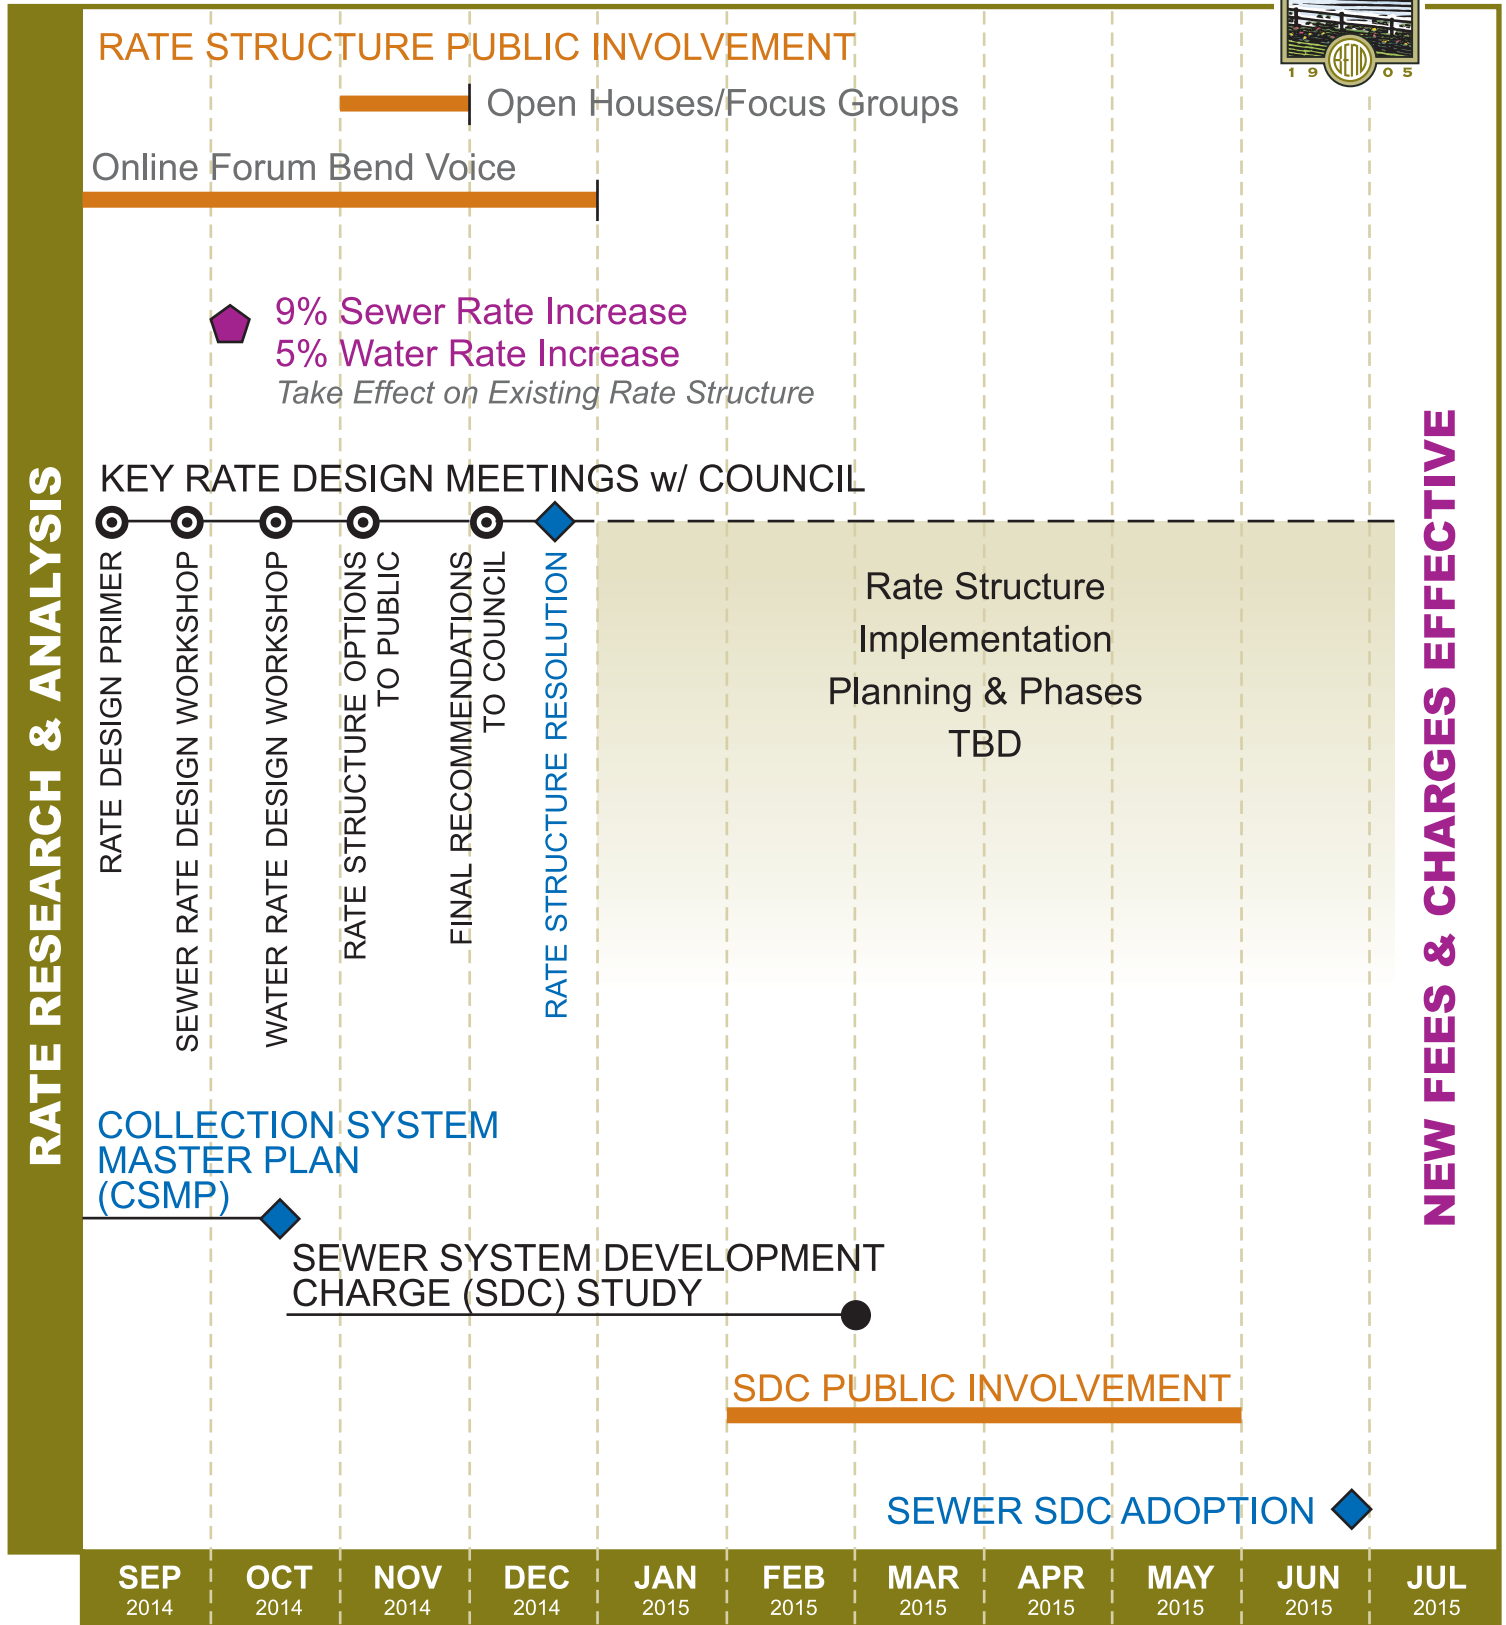 BEND
1905
RATE STRUCTURE PUBLIC INVOLVEMENT
Open Houses/Focus Groups
Online Forum Bend Voice
9% Sewer Rate Increase
5% Water Rate Increase
Take Effect on Existing Rate Structure
RATE RESEARCH & ANALYSIS
KEY RATE DESIGN MEETINGS w/ COUNCIL
RATE DESIGN PRIMER
SEWER RATE DESIGN WORKSHOP
WATER RATE DESIGN WORKSHOP
RATE STRUCTURE OPTIONS
TO PUBLIC
FINAL RECOMMENDATIONS
TO COUNCIL
RATE STRUCTURE RESOLUTION
Rate Structure
Implementation
Planning & Phases
TBD
NEW FEES & CHARGES EFFECTIVE
COLLECTION SYSTEM
MASTER PLAN
(CSMP)
SEWER SYSTEM DEVELOPMENT
CHARGE (SDC) STUDY
SDC PUBLIC INVOLVEMENT
SEWER SDC ADOPTION
SEP OCT NOV DEC JAN FEB MAR APR MAY JUN JUL
2014 2014 2014 2014 2015 2015 2015 2015 2015 2015 2015